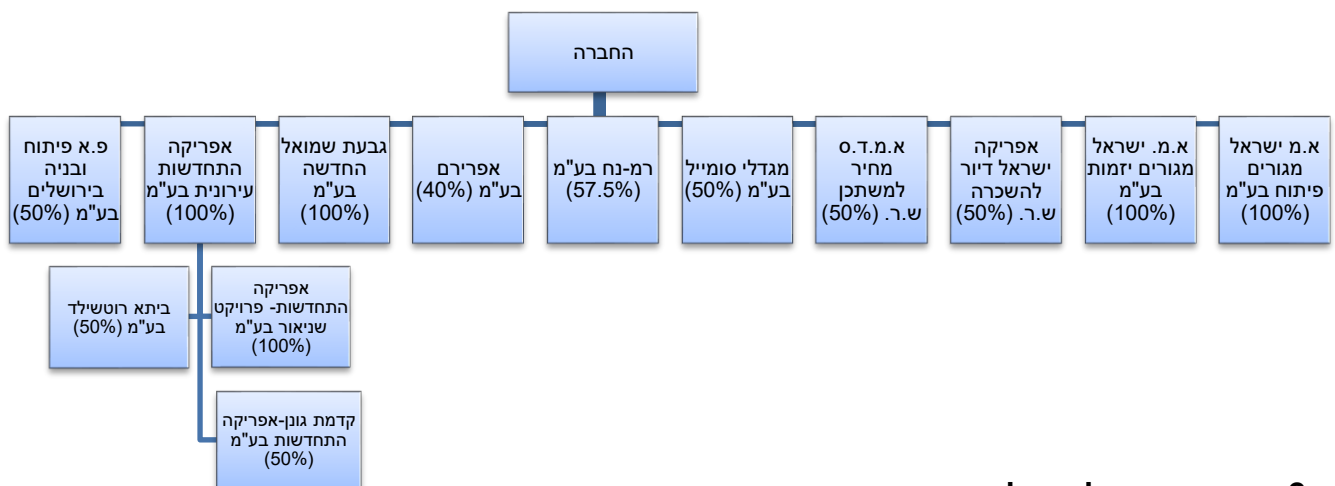 החברה
א.מ ישראל
מגורים
פיתוח בע"מ
(100%)
א.מ. ישראל
מגורים יזמות
בע"מ
(100%)
אפריקה
ישראל דיור
להשכרה
ש.ר. (50%)
א.מ.ד.ס
מחיר
למשתכן
ש.ר. (50%)
מגדלי סומייל
בע"מ (50%)
רמ-נח בע"מ
(57.5%)
אפרירם
בע"מ (40%)
גבעת שמואל
החדשה
בע"מ
(100%)
אפריקה
התחדשות
עירונית בע"מ
(100%)
פ.א פיתוח
ובניה
בירושלים
בע"מ (50%)
אפריקה
התחדשות- פרויקט
שניאור בע"מ
(100%)
ביתא רוטשילד
בע"מ (50%)
קדמת גונן-אפריקה
התחדשות בע"מ
(50%)